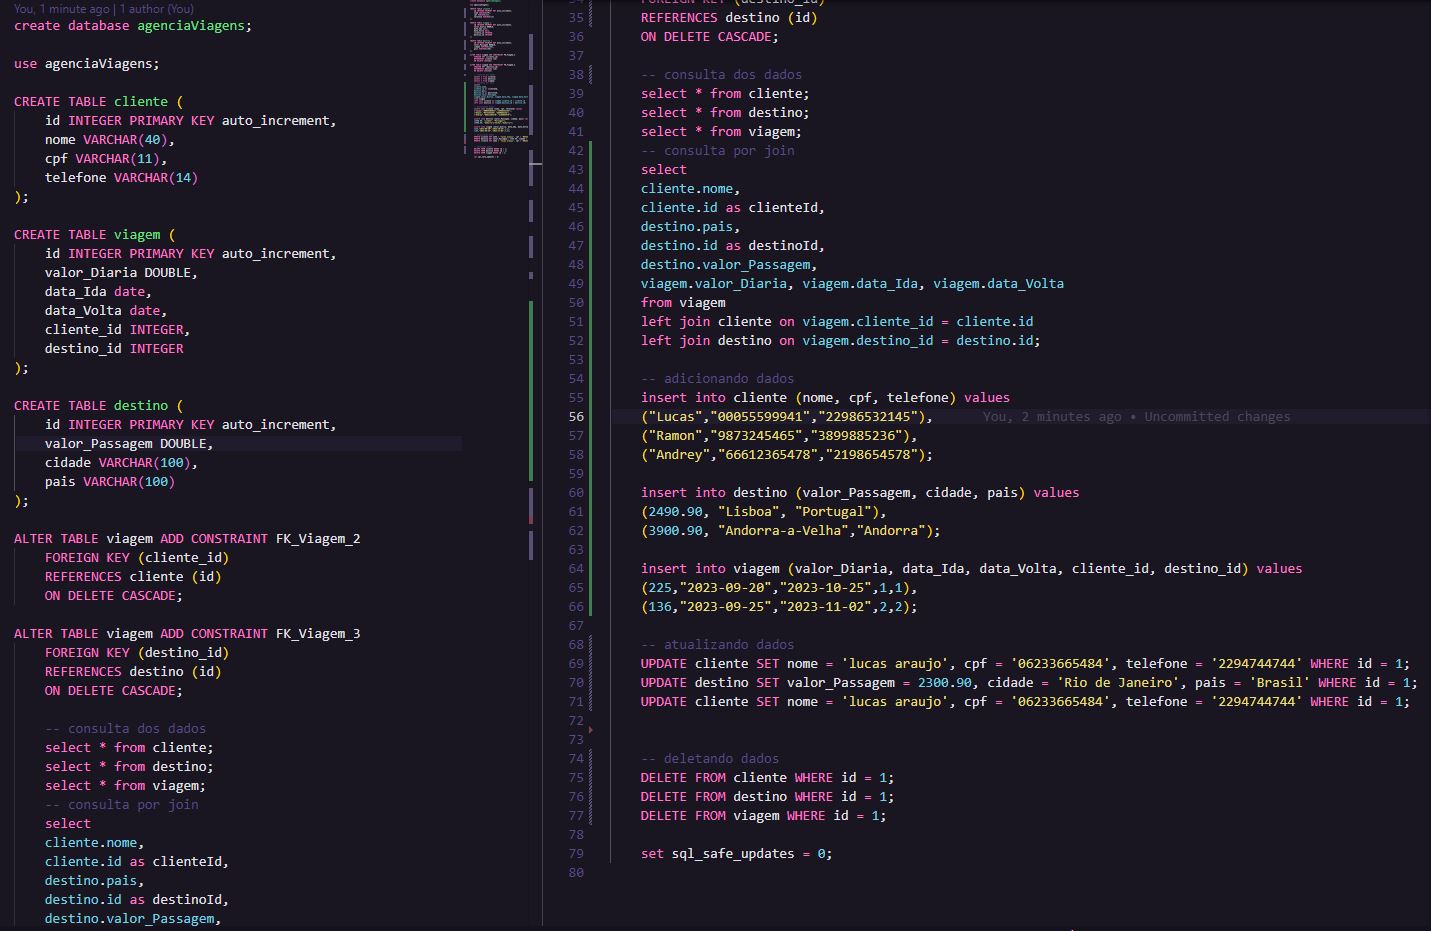 You, 1 minute ago | 1 author (You)
create database agenciaViagens;
use agenciaViagens;
CREATE TABLE cliente (
id INTEGER PRIMARY KEY auto_increment,
nome VARCHAR(40),
cpf VARCHAR(11),
telefone VARCHAR(14)
);
CREATE TABLE viagem (
id INTEGER PRIMARY KEY auto_increment,
valor_Diaria DOUBLE,
data_Ida date,
data_Volta date,
cliente_id INTEGER,
destino_id INTEGER
);
CREATE TABLE destino (
id INTEGER PRIMARY KEY auto_increment,
valor_Passagem DOUBLE,
cidade VARCHAR(100),
pais VARCHAR(100)
);
ALTER TABLE viagem ADD CONSTRAINT FK_Viagem_2
FOREIGN KEY (cliente_id)
REFERENCES cliente (id)
ON DELETE CASCADE;
ALTER TABLE viagem ADD CONSTRAINT FK_Viagem_3
FOREIGN KEY (destino_id)
REFERENCES destino (id)
ON DELETE CASCADE;
-- consulta dos dados
select * from cliente;
select * from destino;
select * from viagem;
-- consulta por join
select
cliente.nome,
cliente.id as clienteId,
destino.pais,
destino.id as destinoId,
destino.valor_Passagem,
34 FOREIGN KEY (destino_id)
35 REFERENCES destino (id)
36 ON DELETE CASCADE;
37
38 -- consulta dos dados
39 select * from cliente;
40 select * from destino;
41 select * from viagem;
42 -- consulta por join
43 select
44 cliente.nome,
45 cliente.id as clienteId,
46 destino.pais,
47 destino.id as destinoId,
48 destino.valor_Passagem,
49 viagem.valor_Diaria, viagem.data_Ida, viagem.data_Volta
50 from viagem
51 left join cliente on viagem.cliente_id = cliente.id
52 left join destino on viagem.destino_id = destino.id;
53
54 -- adicionando dados
55 insert into cliente (nome, cpf, telefone) values
56 ("Lucas","00055599941","22986532145"), You, 2 minutes ago • Uncommitted changes
57 ("Ramon","9873245465","3899885236"),
58 ("Andrey","66612365478","2198654578");
59
60 insert into destino (valor_Passagem, cidade, pais) values
61 (2490.90, "Lisboa", "Portugal"),
62 (3900.90, "Andorra-a-Velha","Andorra");
63
64 insert into viagem (valor_Diaria, data_Ida, data_Volta, cliente_id, destino_id) values
65 (225,"2023-09-20","2023-10-25",1,1),
66 (136,"2023-09-25","2023-11-02",2,2);
67
68 -- atualizando dados
69 UPDATE cliente SET nome = 'lucas araujo', cpf = '06233665484', telefone = '2294744744' WHERE id = 1;
70 UPDATE destino SET valor_Passagem = 2300.90, cidade = 'Rio de Janeiro', pais = 'Brasil' WHERE id = 1;
71 UPDATE cliente SET nome = 'lucas araujo', cpf = '06233665484', telefone = '2294744744' WHERE id = 1;
72
73
74 -- deletando dados
75 DELETE FROM cliente WHERE id = 1;
76 DELETE FROM destino WHERE id = 1;
77 DELETE FROM viagem WHERE id = 1;
78
79 set sql_safe_updates = 0;
80